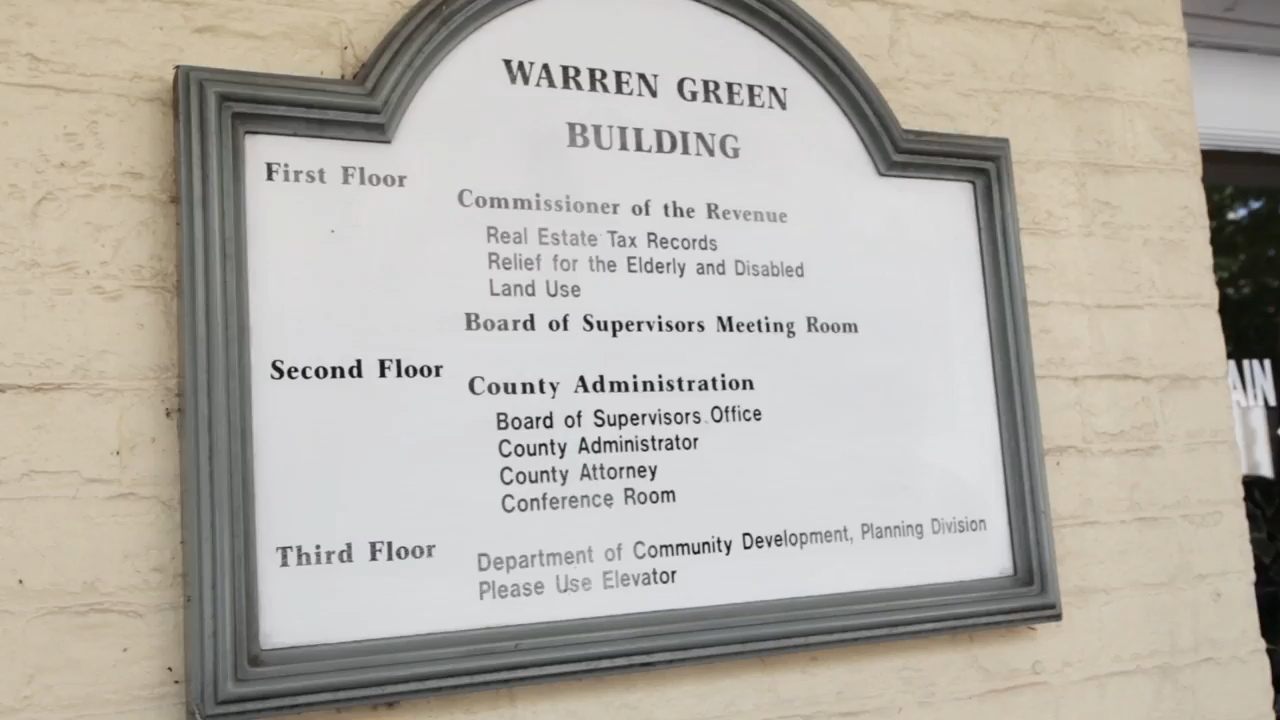 WARREN GREEN
BUILDING
First Floor
Commissioner of the Revenue
Real Estate Tax Records
Relief for the Elderly and Disabled
Land Use
Board of Supervisors Meeting Room
Second Floor
County Administration
Board of Supervisors Office
County Administrator
County Attorney
Conference Room
Third Floor
Department of Community Development, Planning Division
Please Use Elevator